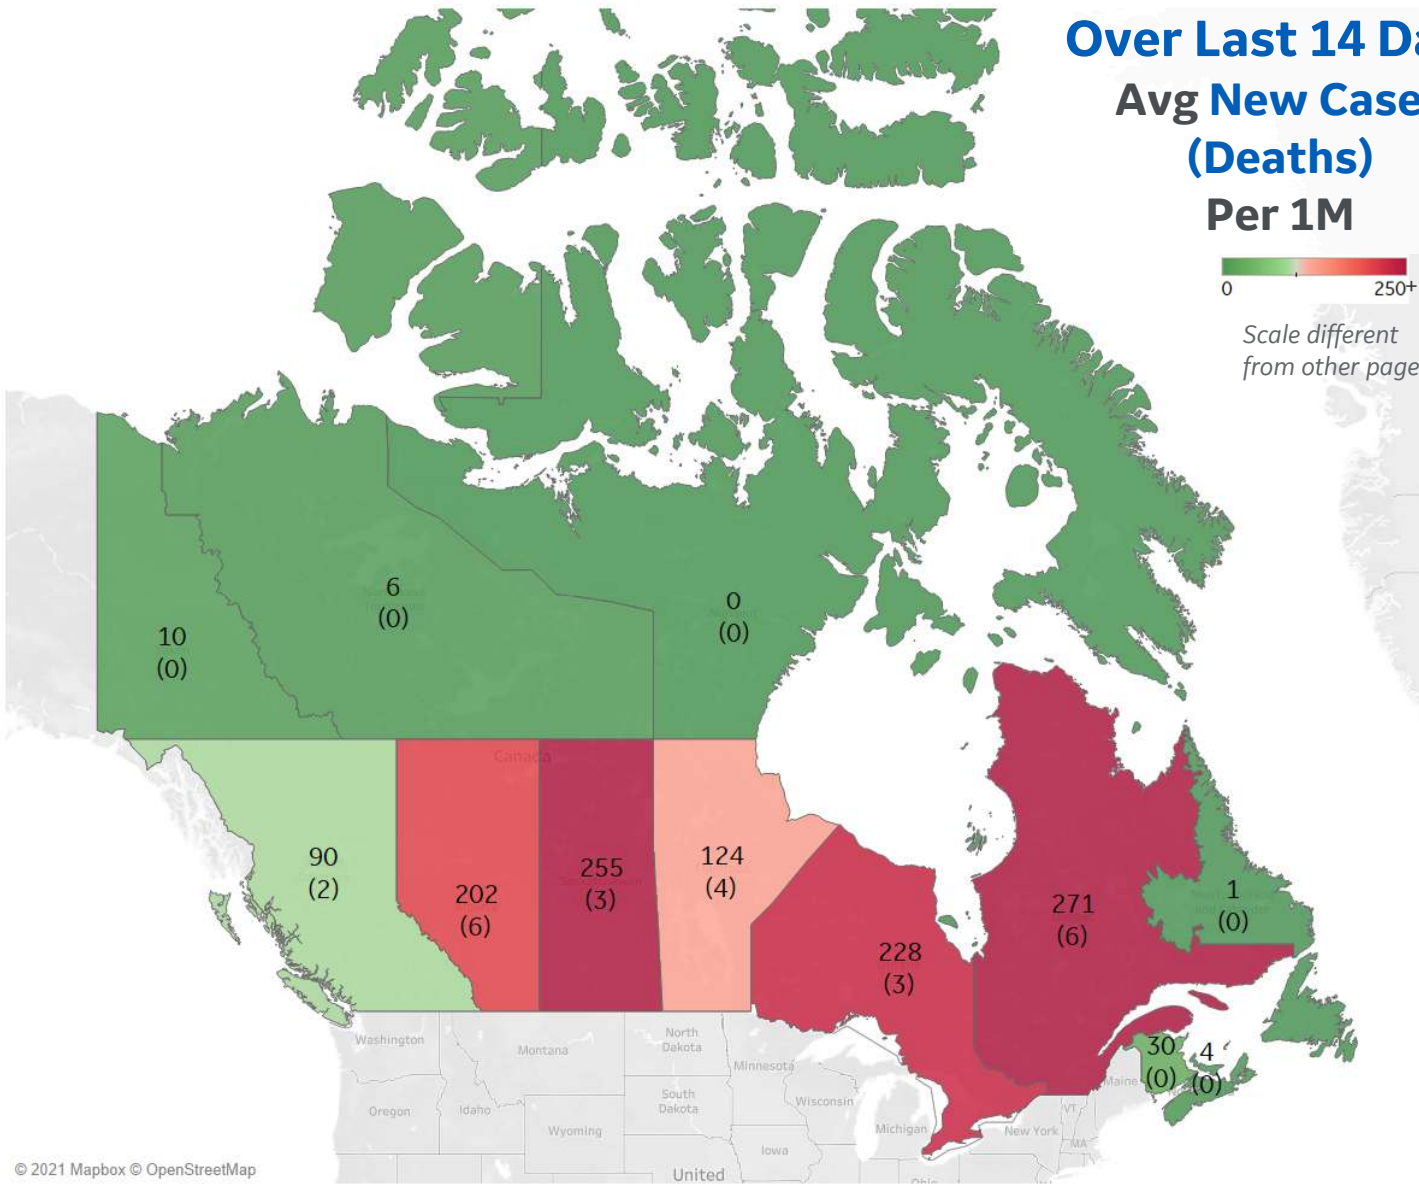 Over Last 14 Da
Avg New Case
(Deaths)
Per 1M
0
250+
Scale different
from other page
6
(0)
0
(0)
10
(0)
Canada
90
(2)
202
(6)
255
(3)
124
(4)
228
(3)
271
(6)
1
(0)
30
(0)
4
(0)
Washington
Montana
North
Dakota
Minnesota
Oregon
Idaho
South
Dakota
Wisconsin
Wyoming
Michigan
New York
VT
Maine
MA
Iowa
Ohio
United
© 2021 Mapbox © OpenStreetMap